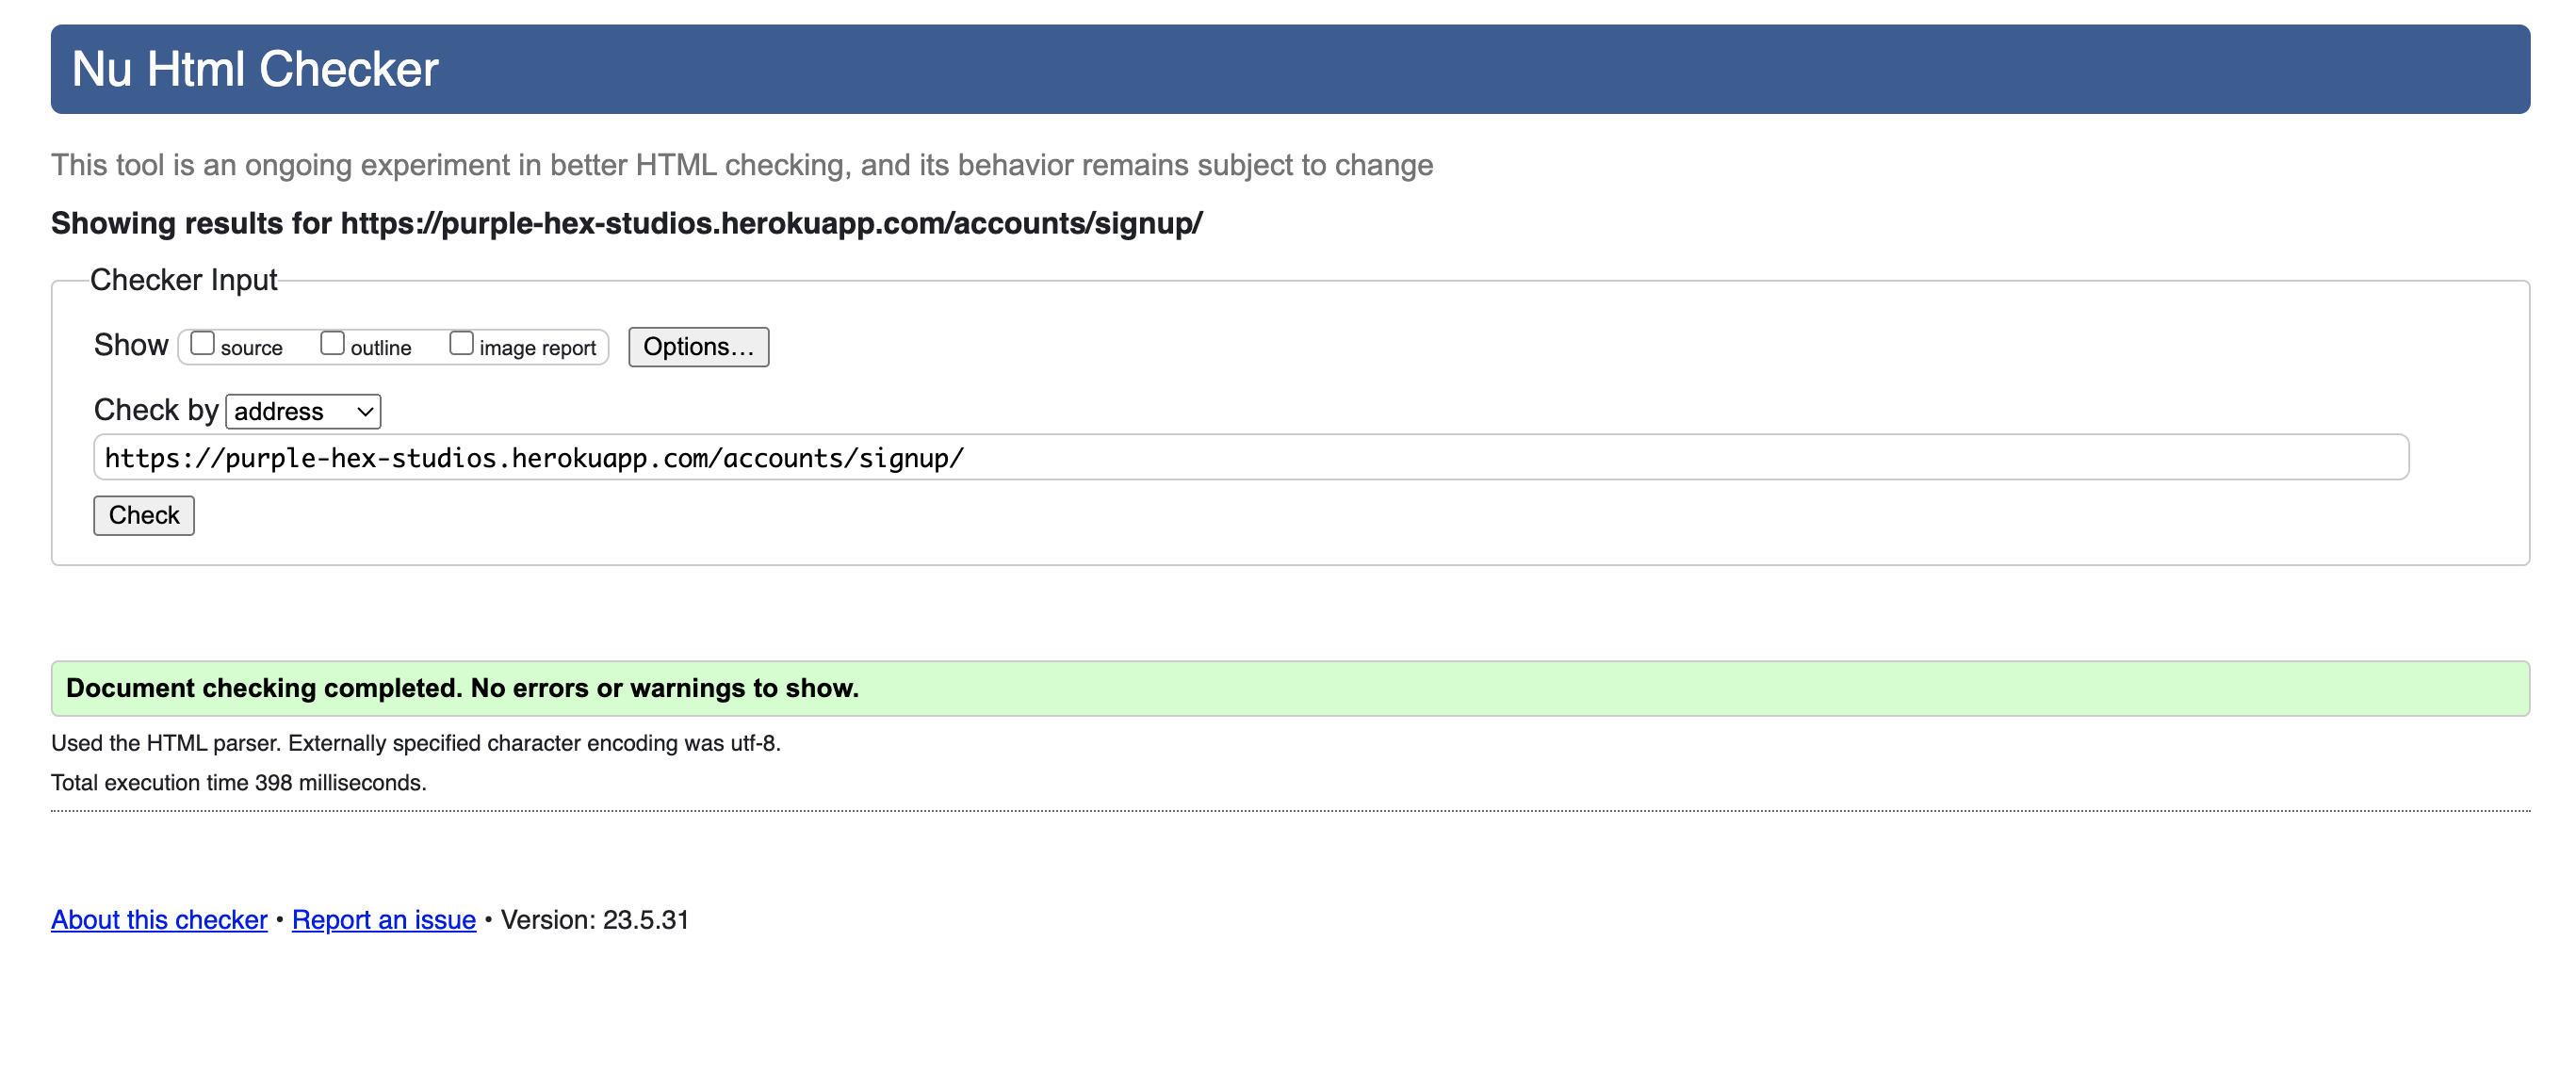 Nu Html Checker
This tool is an ongoing experiment in better HTML checking, and its behavior remains subject to change
Showing results for https://purple-hex-studios.herokuapp.com/accounts/signup/
Checker Input
Show source outline image report Options...
Check by address
https://purple-hex-studios.herokuapp.com/accounts/signup/
Check
Document checking completed. No errors or warnings to show.
Used the HTML parser. Externally specified character encoding was utf-8.
Total execution time 398 milliseconds.
About this checker • Report an issue • Version: 23.5.31